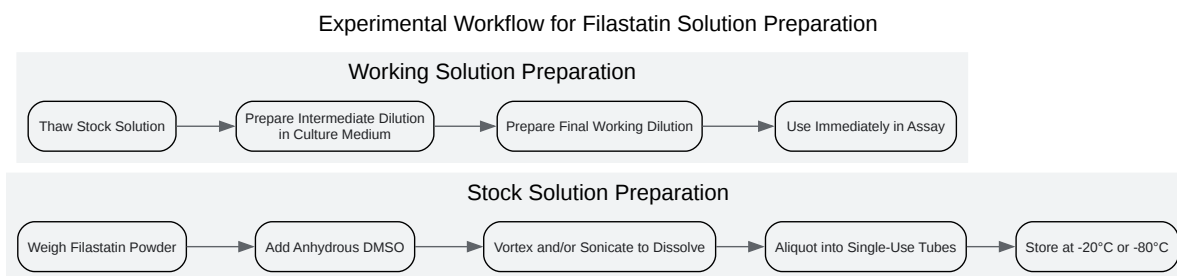 Experimental Workflow for Filastatin Solution Preparation
Working Solution Preparation
Thaw Stock Solution
Prepare Intermediate Dilution
in Culture Medium
Prepare Final Working Dilution
Use Immediately in Assay
Stock Solution Preparation
Weigh Filastatin Powder
Add Anhydrous DMSO
Vortex and/or Sonicate to Dissolve
Aliquot into Single-Use Tubes
Store at -20°C or -80°C